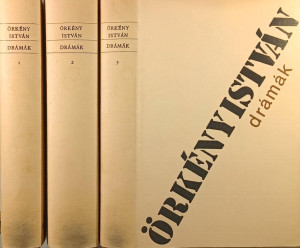 ÖRKÉNY
ISTVÁN
DRÁMÁK
1
ÖRKÉNY
ISTVÁN
DRÁMÁK
2
ÖRKÉNY
ISTVÁN
DRÁMÁK
3
ÖRKÉNY ISTVÁN
drámák